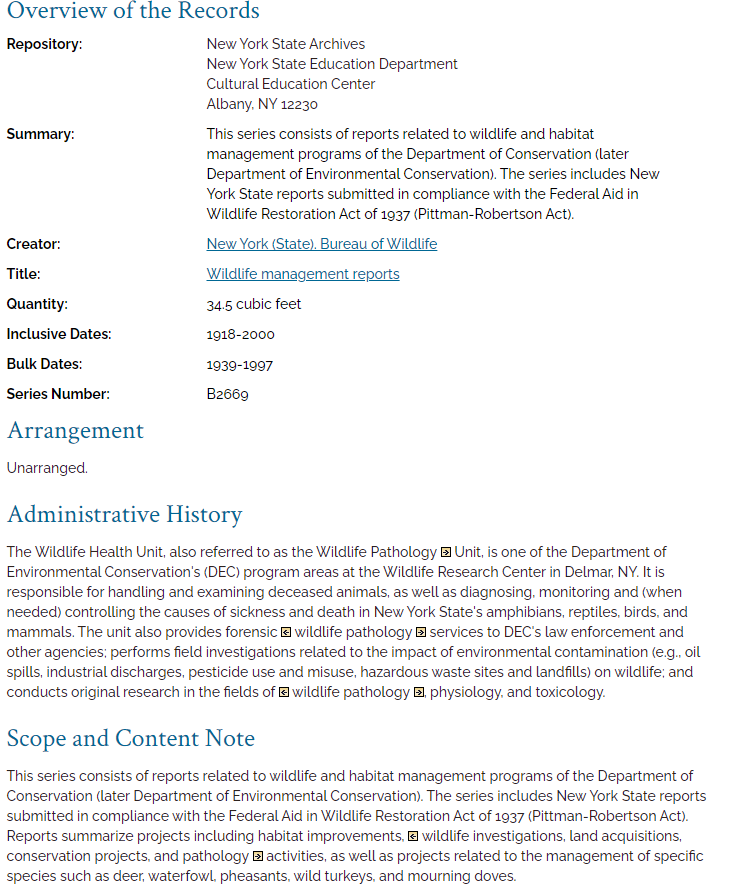 Overview of the Records
Repository: New York State Archives
New York State Education Department
Cultural Education Center
Albany, NY 12230
Summary: This series consists of reports related to wildlife and habitat
management programs of the Department of Conservation (later
Department of Environmental Conservation). The series includes New
York State reports submitted in compliance with the Federal Aid in
Wildlife Restoration Act of 1937 (Pittman-Robertson Act).
Creator: New York (State). Bureau of Wildlife
Title: Wildlife management reports
Quantity: 34.5 cubic feet
Inclusive Dates: 1918-2000
Bulk Dates: 1939-1997
Series Number: B2669
Arrangement
Unarranged.
Administrative History
The Wildlife Health Unit, also referred to as the Wildlife Pathology Unit, is one of the Department of
Environmental Conservation's (DEC) program areas at the Wildlife Research Center in Delmar, NY. It is
responsible for handling and examining deceased animals, as well as diagnosing, monitoring and (when
needed) controlling the causes of sickness and death in New York State's amphibians, reptiles, birds, and
mammals. The unit also provides forensic wildlife pathology services to DEC's law enforcement and
other agencies; performs field investigations related to the impact of environmental contamination (e.g., oil
spills, industrial discharges, pesticide use and misuse, hazardous waste sites and landfills) on wildlife; and
conducts original research in the fields of wildlife pathology, physiology, and toxicology.
Scope and Content Note
This series consists of reports related to wildlife and habitat management programs of the Department of
Conservation (later Department of Environmental Conservation). The series includes New York State reports
submitted in compliance with the Federal Aid in Wildlife Restoration Act of 1937 (Pittman-Robertson Act).
Reports summarize projects including habitat improvements, wildlife investigations, land acquisitions,
conservation projects, and pathology activities, as well as projects related to the management of specific
species such as deer, waterfowl, pheasants, wild turkeys, and mourning doves.